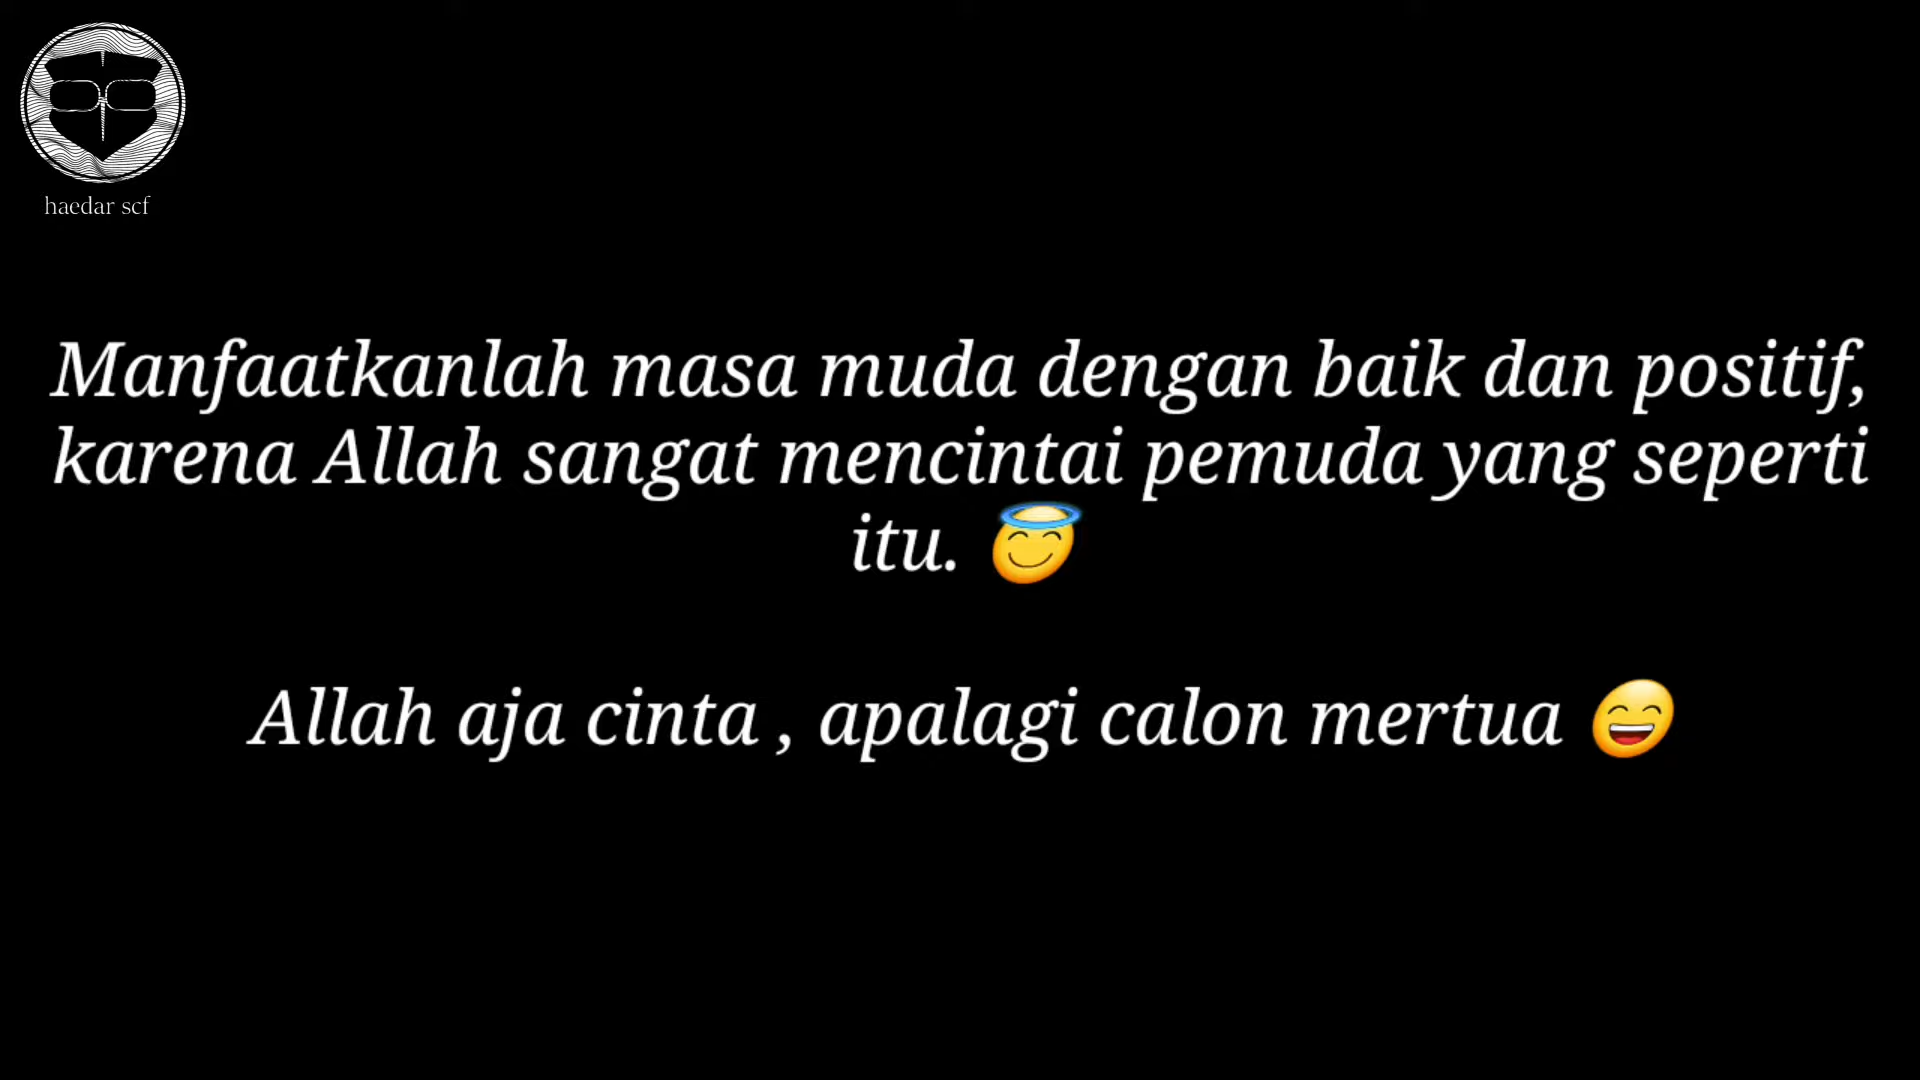 haedar scf
Manfaatkanlah masa muda dengan baik dan positif,
karena Allah sangat mencintai pemuda yang seperti
itu. 😇
Allah aja cinta , apalagi calon mertua 😄